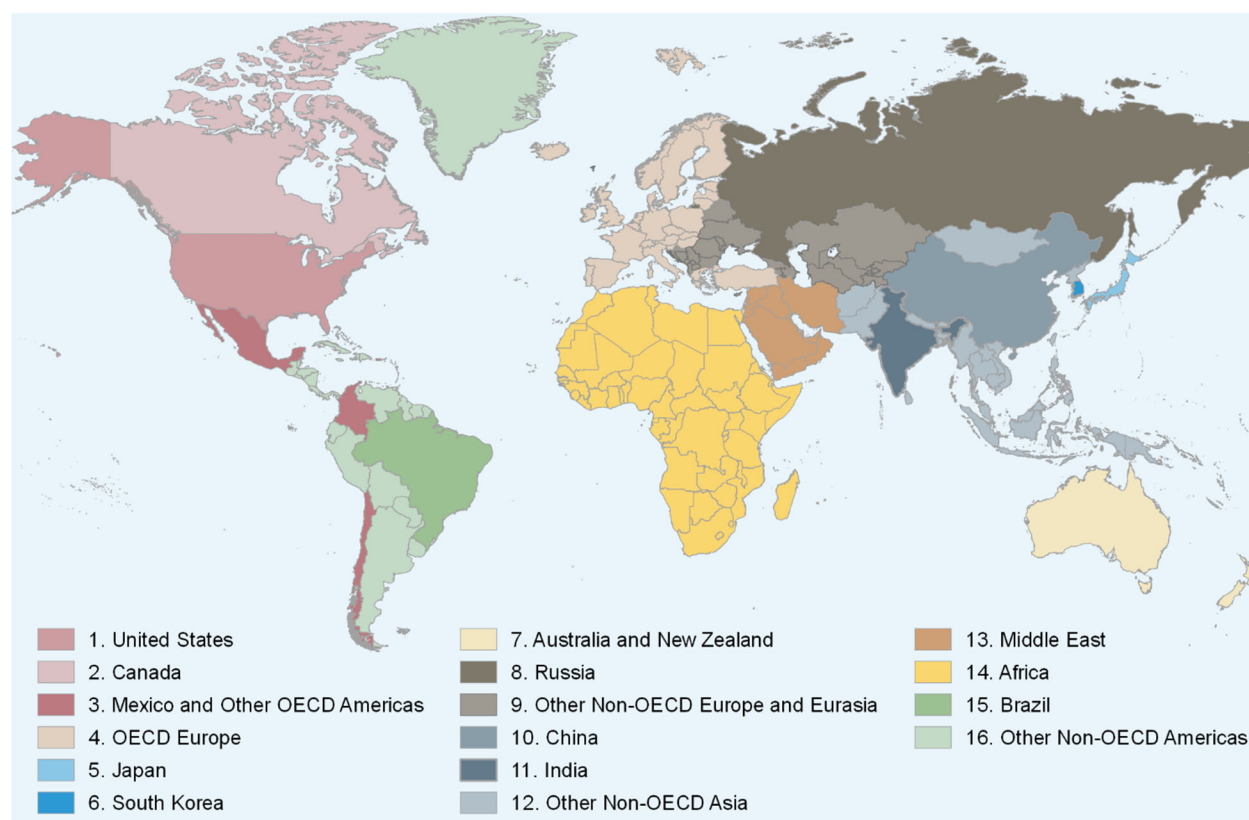 1. United States
2. Canada
3. Mexico and Other OECD Americas
4. OECD Europe
5. Japan
6. South Korea
7. Australia and New Zealand
8. Russia
9. Other Non-OECD Europe and Eurasia
10. China
11. India
12. Other Non-OECD Asia
13. Middle East
14. Africa
15. Brazil
16. Other Non-OECD Americas